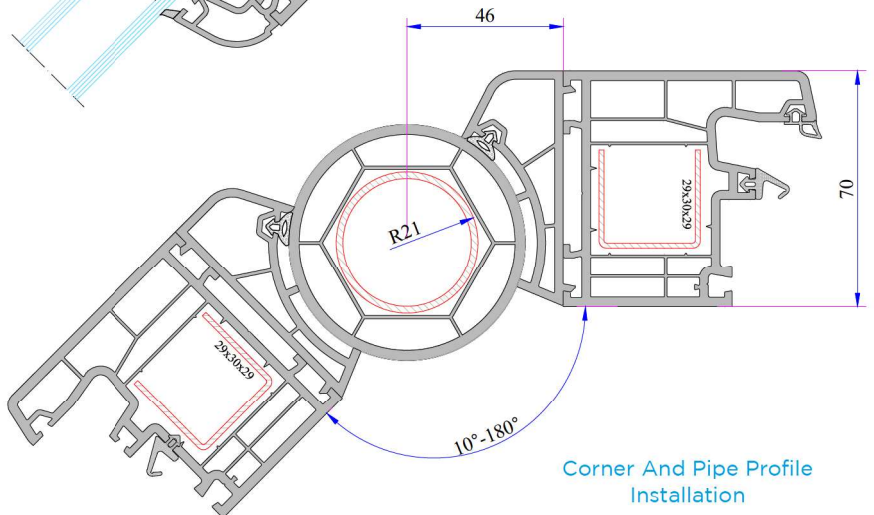 46
70
R21
29x30x29
29x30x29
10°-180°
Corner And Pipe Profile
Installation